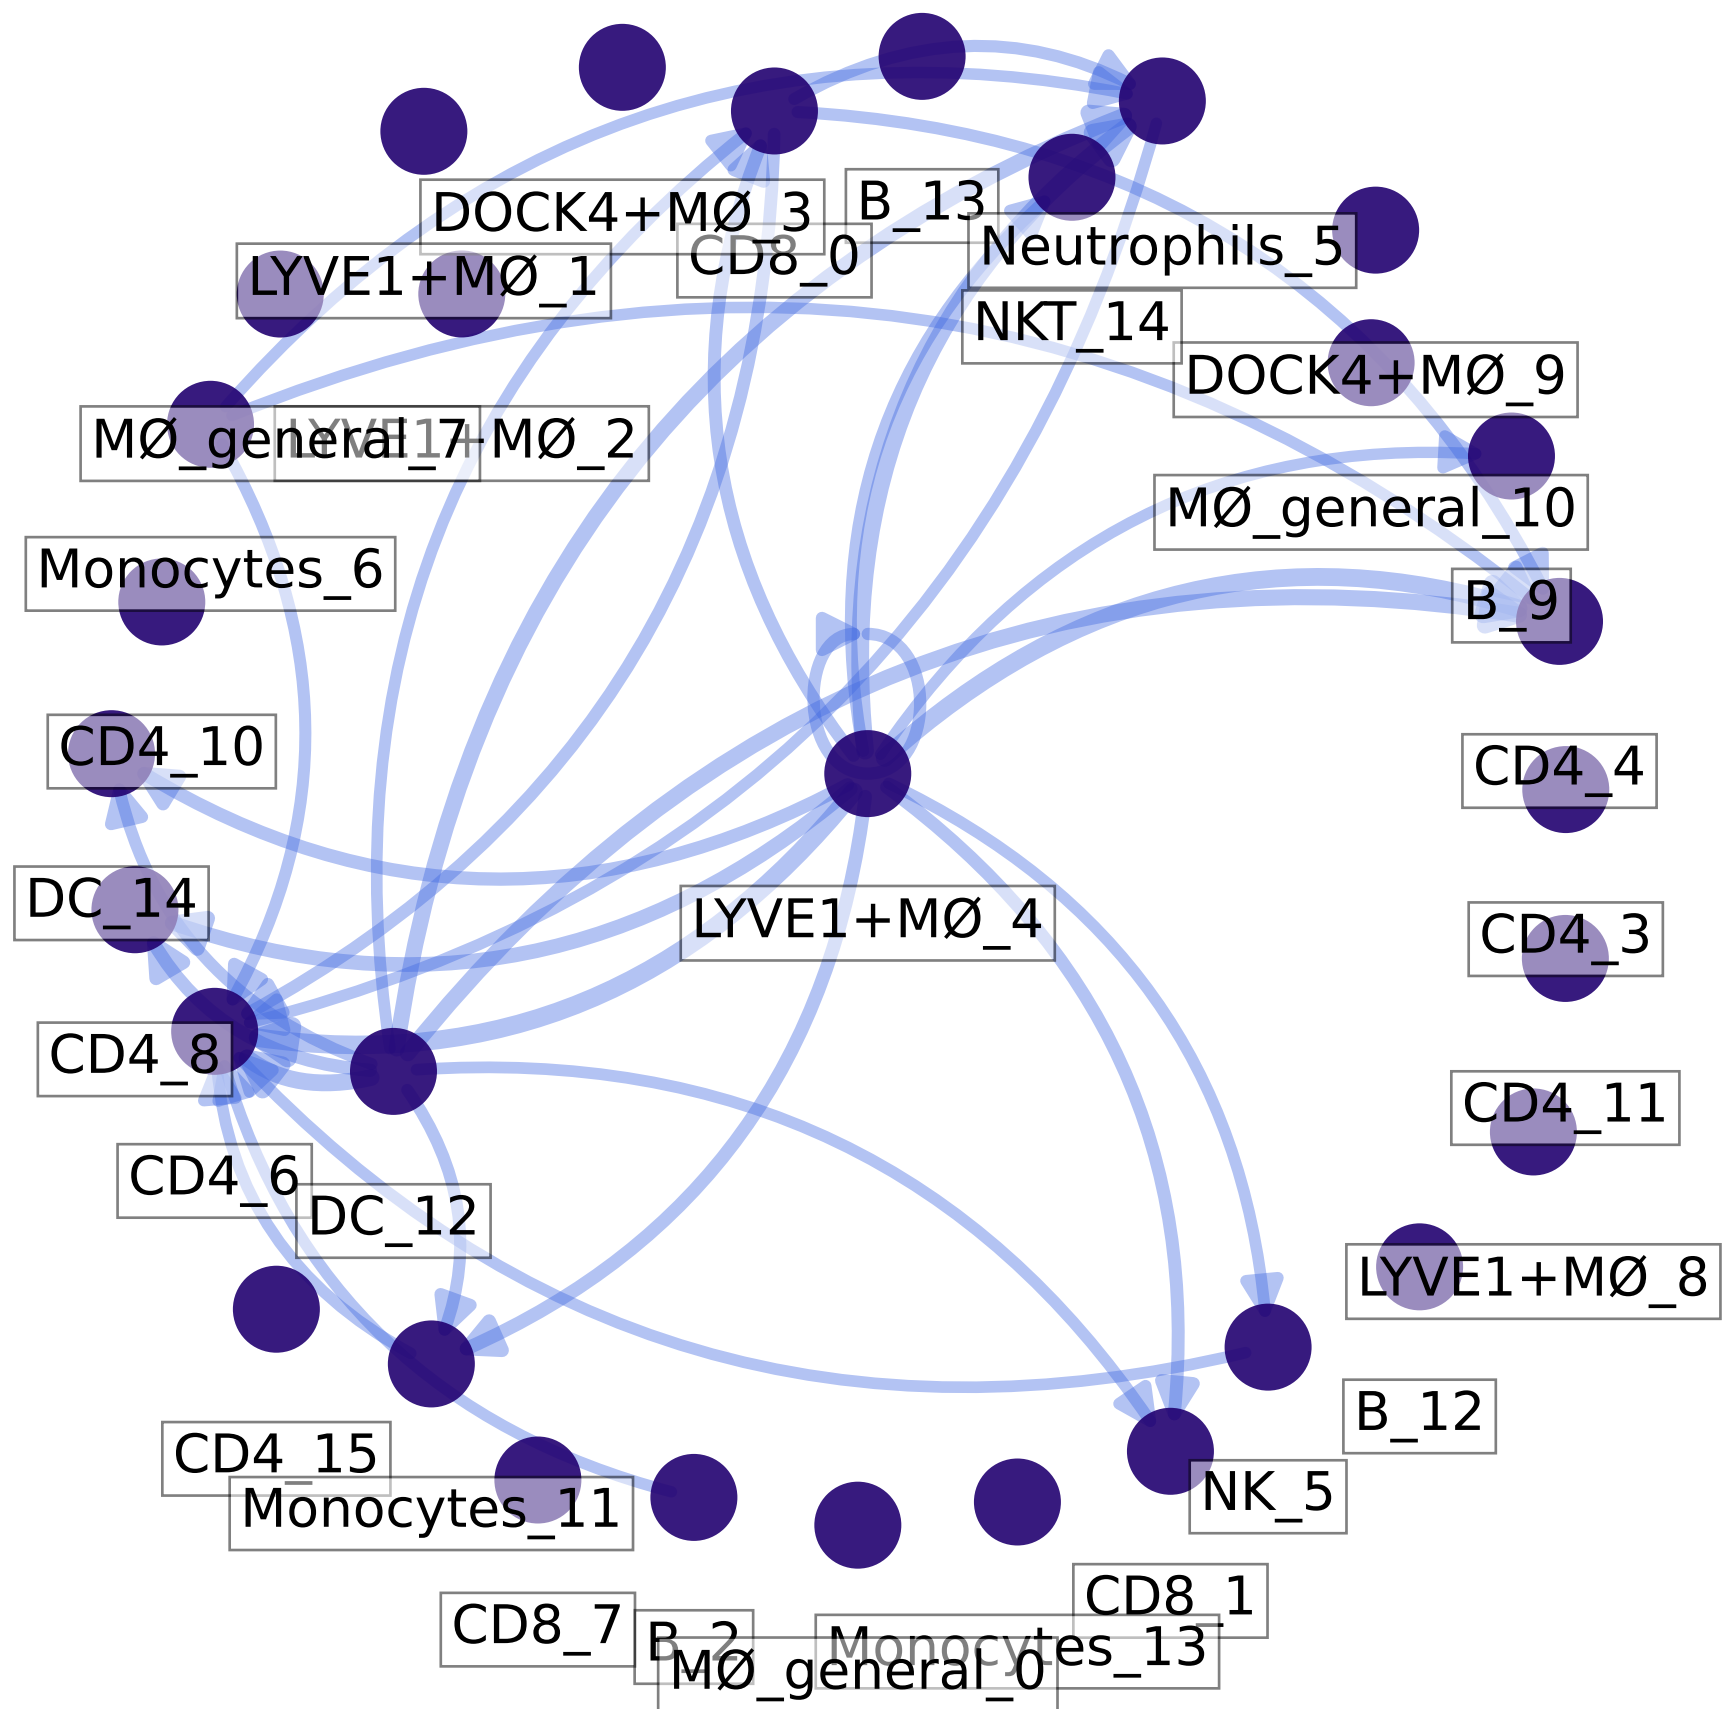 DOCK4+MØ_3
B_13
CD8_0
Neutrophils_5
LYVE1+MØ_1
NKT_14
DOCK4+MØ_9
MØ_general_7
LYVE1+MØ_2
MØ_general_10
Monocytes_6
B_9
CD4_10
CD4_4
DC_14
LYVE1+MØ_4
CD4_3
CD4_8
CD4_11
CD4_6
DC_12
LYVE1+MØ_8
B_12
CD4_15
Monocytes_11
NK_5
CD8_1
CD8_7
B_2
Monocytes_13
MØ_general_0